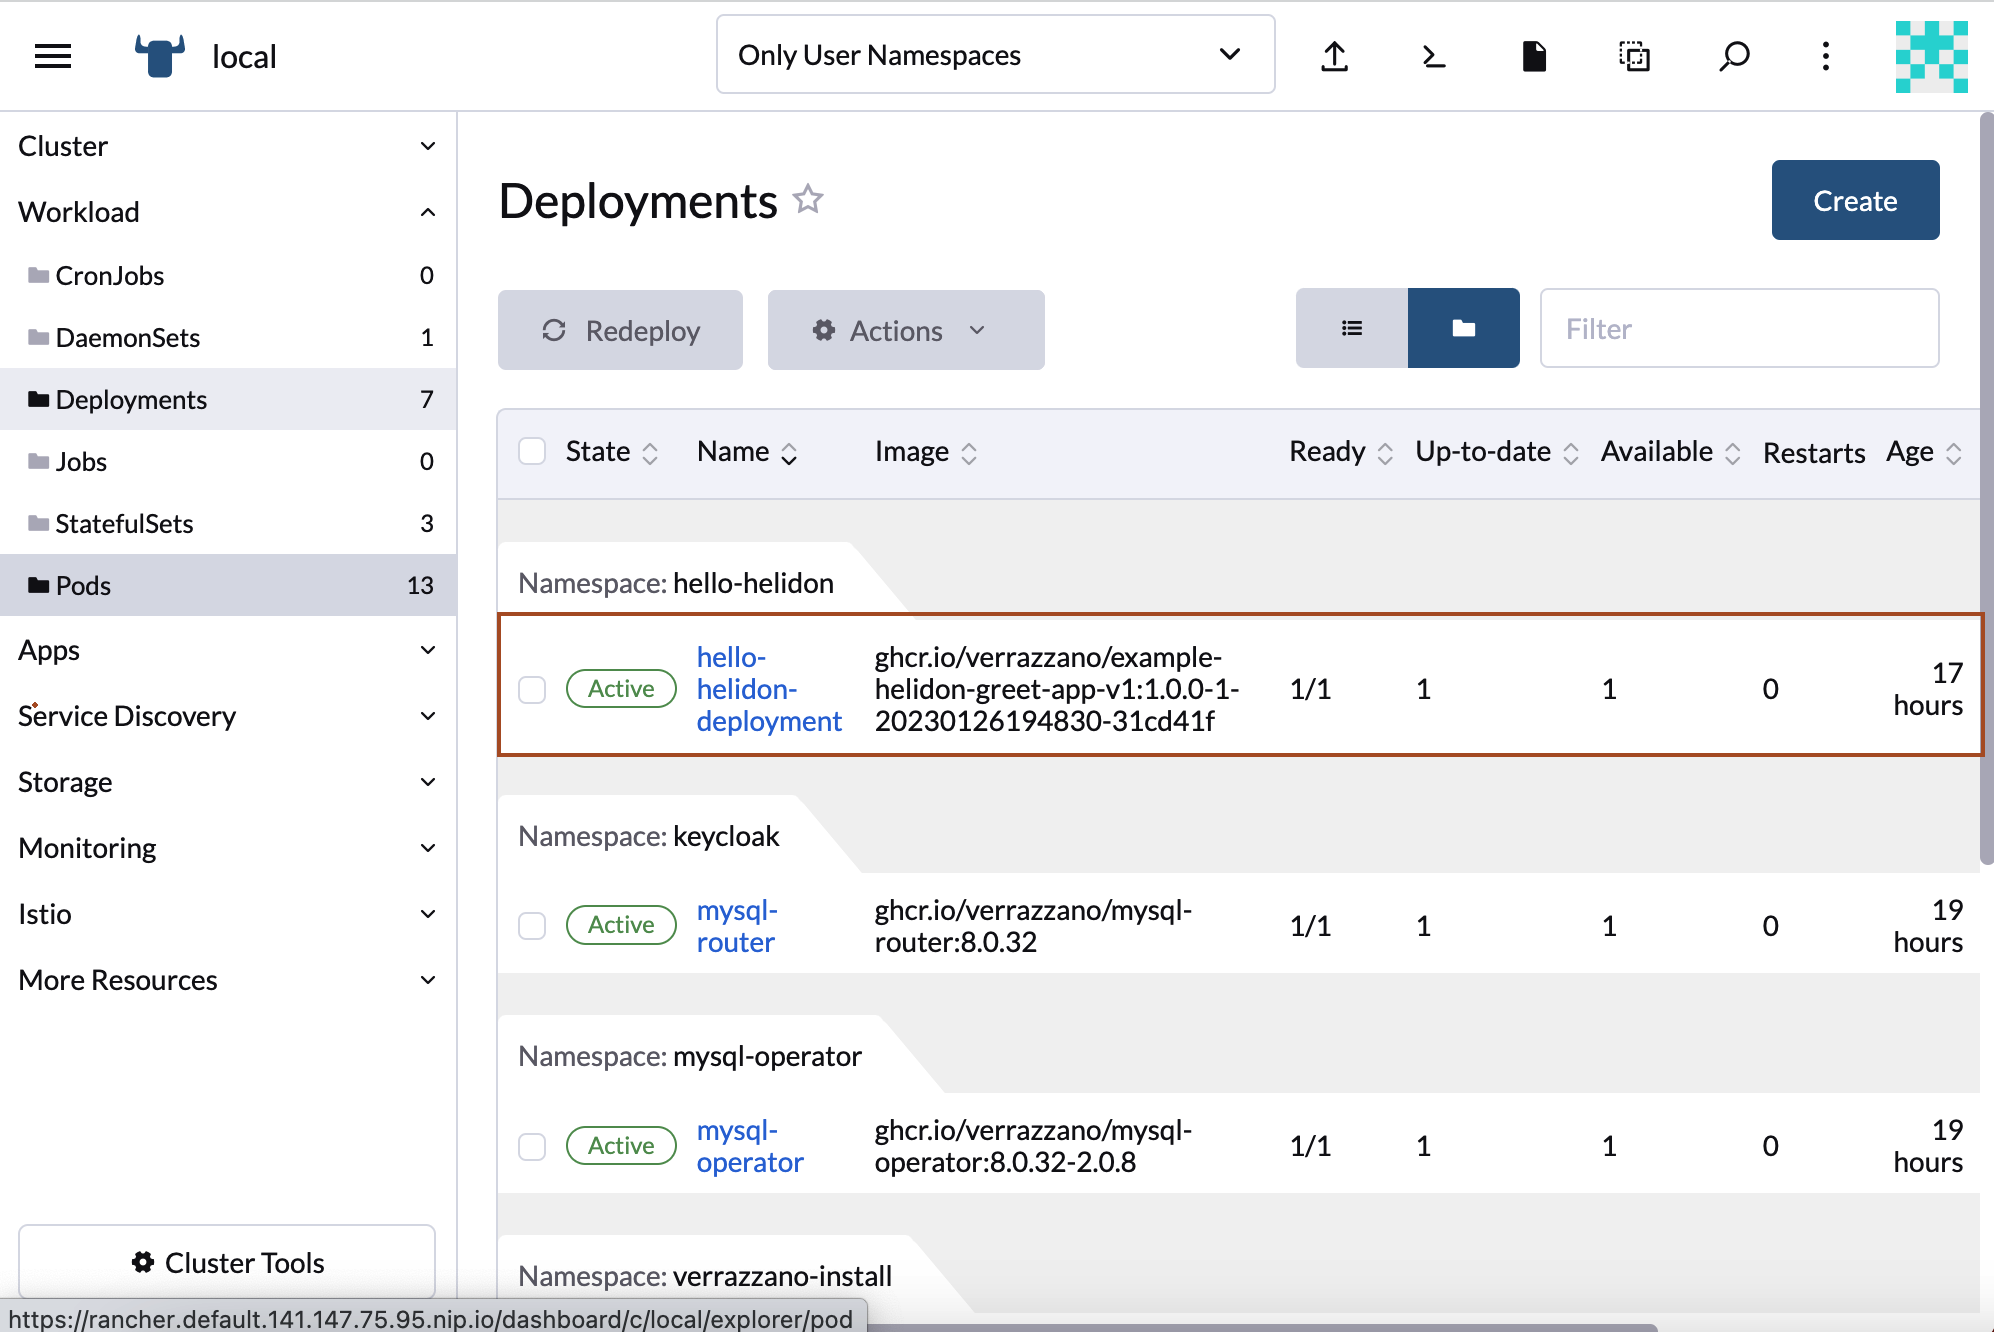 local
Only User Namespaces
Cluster
Workload
CronJobs 0
DaemonSets 1
Deployments 7
Jobs 0
StatefulSets 3
Pods 13
Apps
Service Discovery
Storage
Monitoring
Istio
More Resources
Cluster Tools
https://rancher.default.141.147.75.95.nip.io/dashboard/c/local/explorer/pod
Deployments
Create
Redeploy
Actions
Filter
State Name Image Ready Up-to-date Available Restarts Age
Namespace: hello-helidon
Active
hello-
helidon-
deployment
ghcr.io/verrazzano/example-
helidon-greet-app-v1:1.0.0-1-
20230126194830-31cd41f
1/1
1
1
0
17
hours
Namespace: keycloak
Active
mysql-
router
ghcr.io/verrazzano/mysql-
router:8.0.32
1/1
1
1
0
19
hours
Namespace: mysql-operator
Active
mysql-
operator
ghcr.io/verrazzano/mysql-
operator:8.0.32-2.0.8
1/1
1
1
0
19
hours
Namespace: verrazzano-install